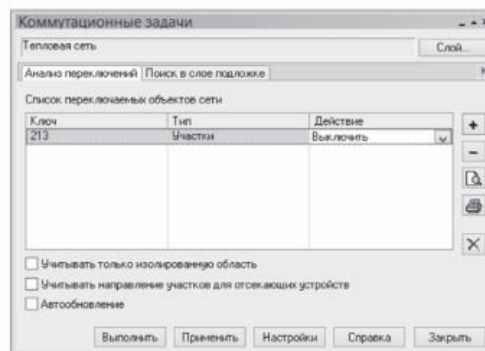 Коммутационные задачи
Тепловая сеть
Слой...
Анализ переключений Поиск в слое подложке
Список переключаемых объектов сети
Ключ Тип Действие
213 Участки Выключить
Учитывать только изолированную область
Учитывать направление участков для отсекающих устройств
Автообновление
Выполнить Применить Настройки Справка Закрыть